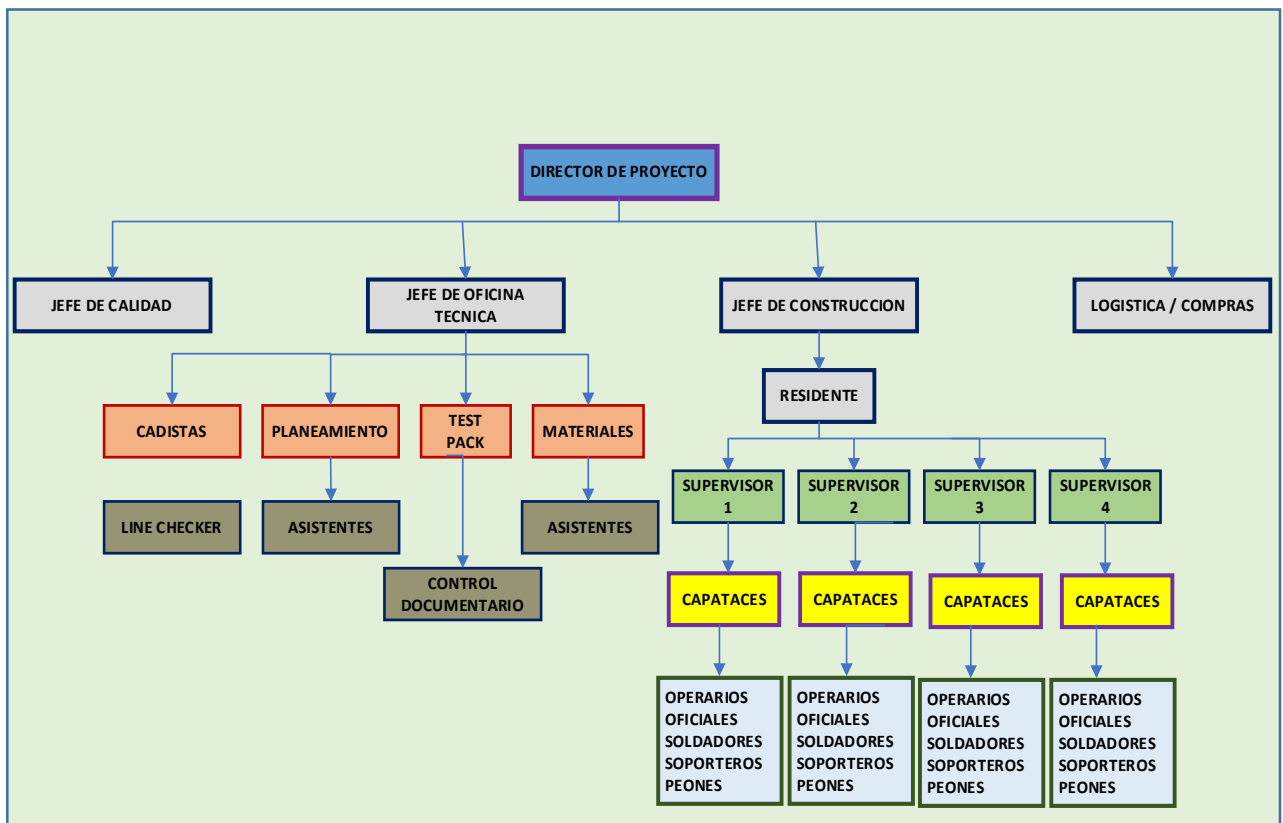 DIRECTOR DE PROYECTO
JEFE DE CALIDAD
JEFE DE OFICINA
TECNICA
JEFE DE CONSTRUCCION
LOGISTICA / COMPRAS
RESIDENTE
CADISTAS
PLANEAMIENTO
TEST
PACK
MATERIALES
SUPERVISOR
1
SUPERVISOR
2
SUPERVISOR
3
SUPERVISOR
4
LINE CHECKER
ASISTENTES
ASISTENTES
CONTROL
DOCUMENTARIO
CAPATACES
CAPATACES
CAPATACES
CAPATACES
OPERARIOS
OFICIALES
SOLDADORES
SOPORTEROS
PEONES
OPERARIOS
OFICIALES
SOLDADORES
SOPORTEROS
PEONES
OPERARIOS
OFICIALES
SOLDADORES
SOPORTEROS
PEONES
OPERARIOS
OFICIALES
SOLDADORES
SOPORTEROS
PEONES